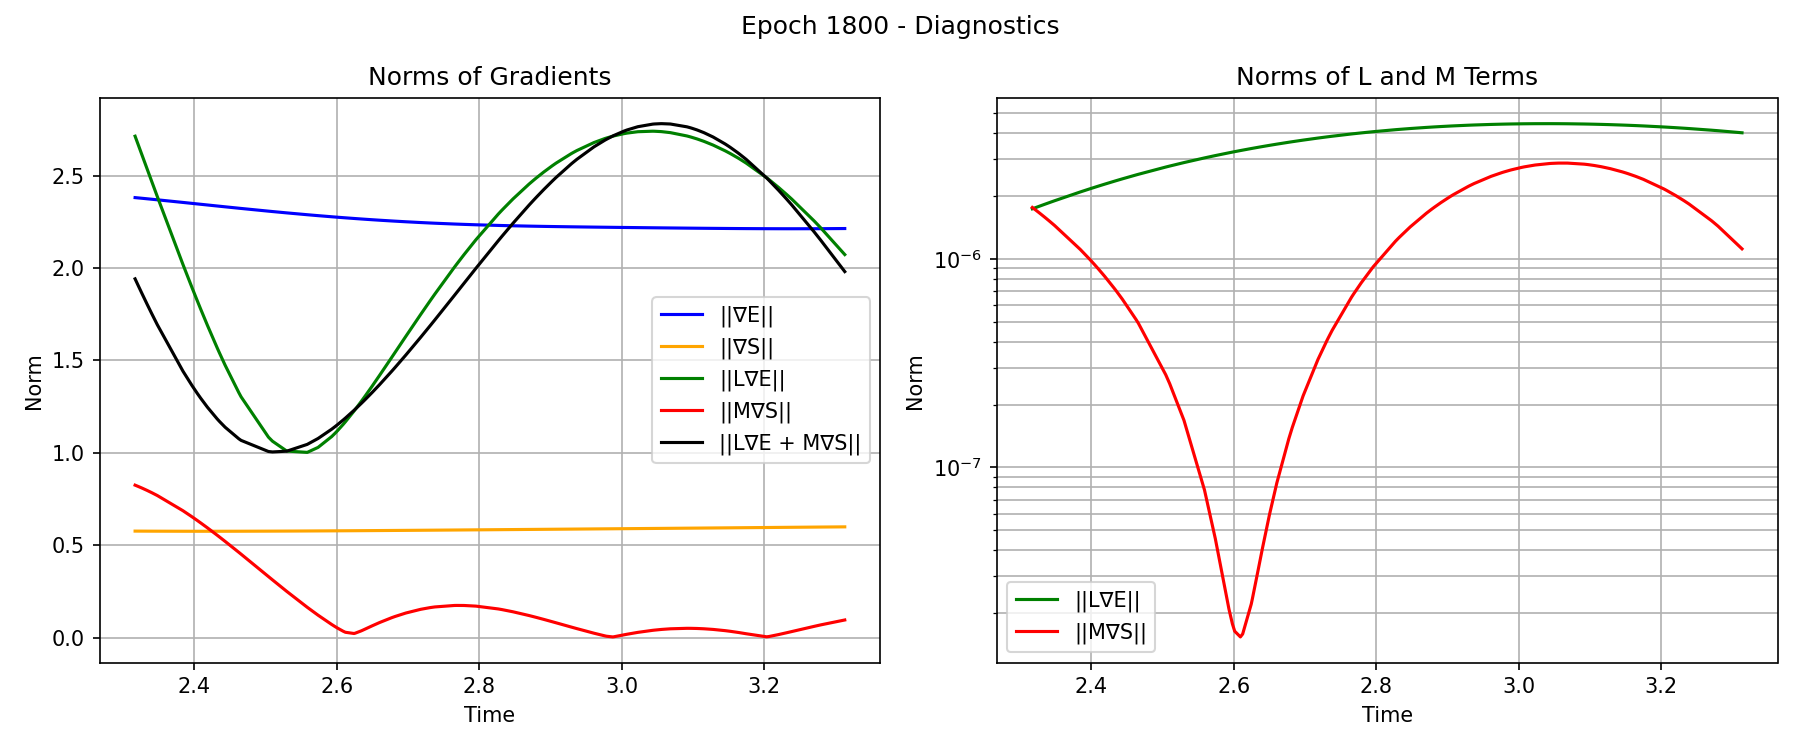 Epoch 1800 - Diagnostics
Norms of Gradients
Norm
2.5
2.0
1.5
1.0
0.5
0.0
2.4 2.6 2.8 3.0 3.2
Time
||∇E||
||∇S||
||L∇E||
||M∇S||
||L∇E + M∇S||
Norms of L and M Terms
Norm
10⁻⁶
10⁻⁷
2.4 2.6 2.8 3.0 3.2
Time
||L∇E||
||M∇S||